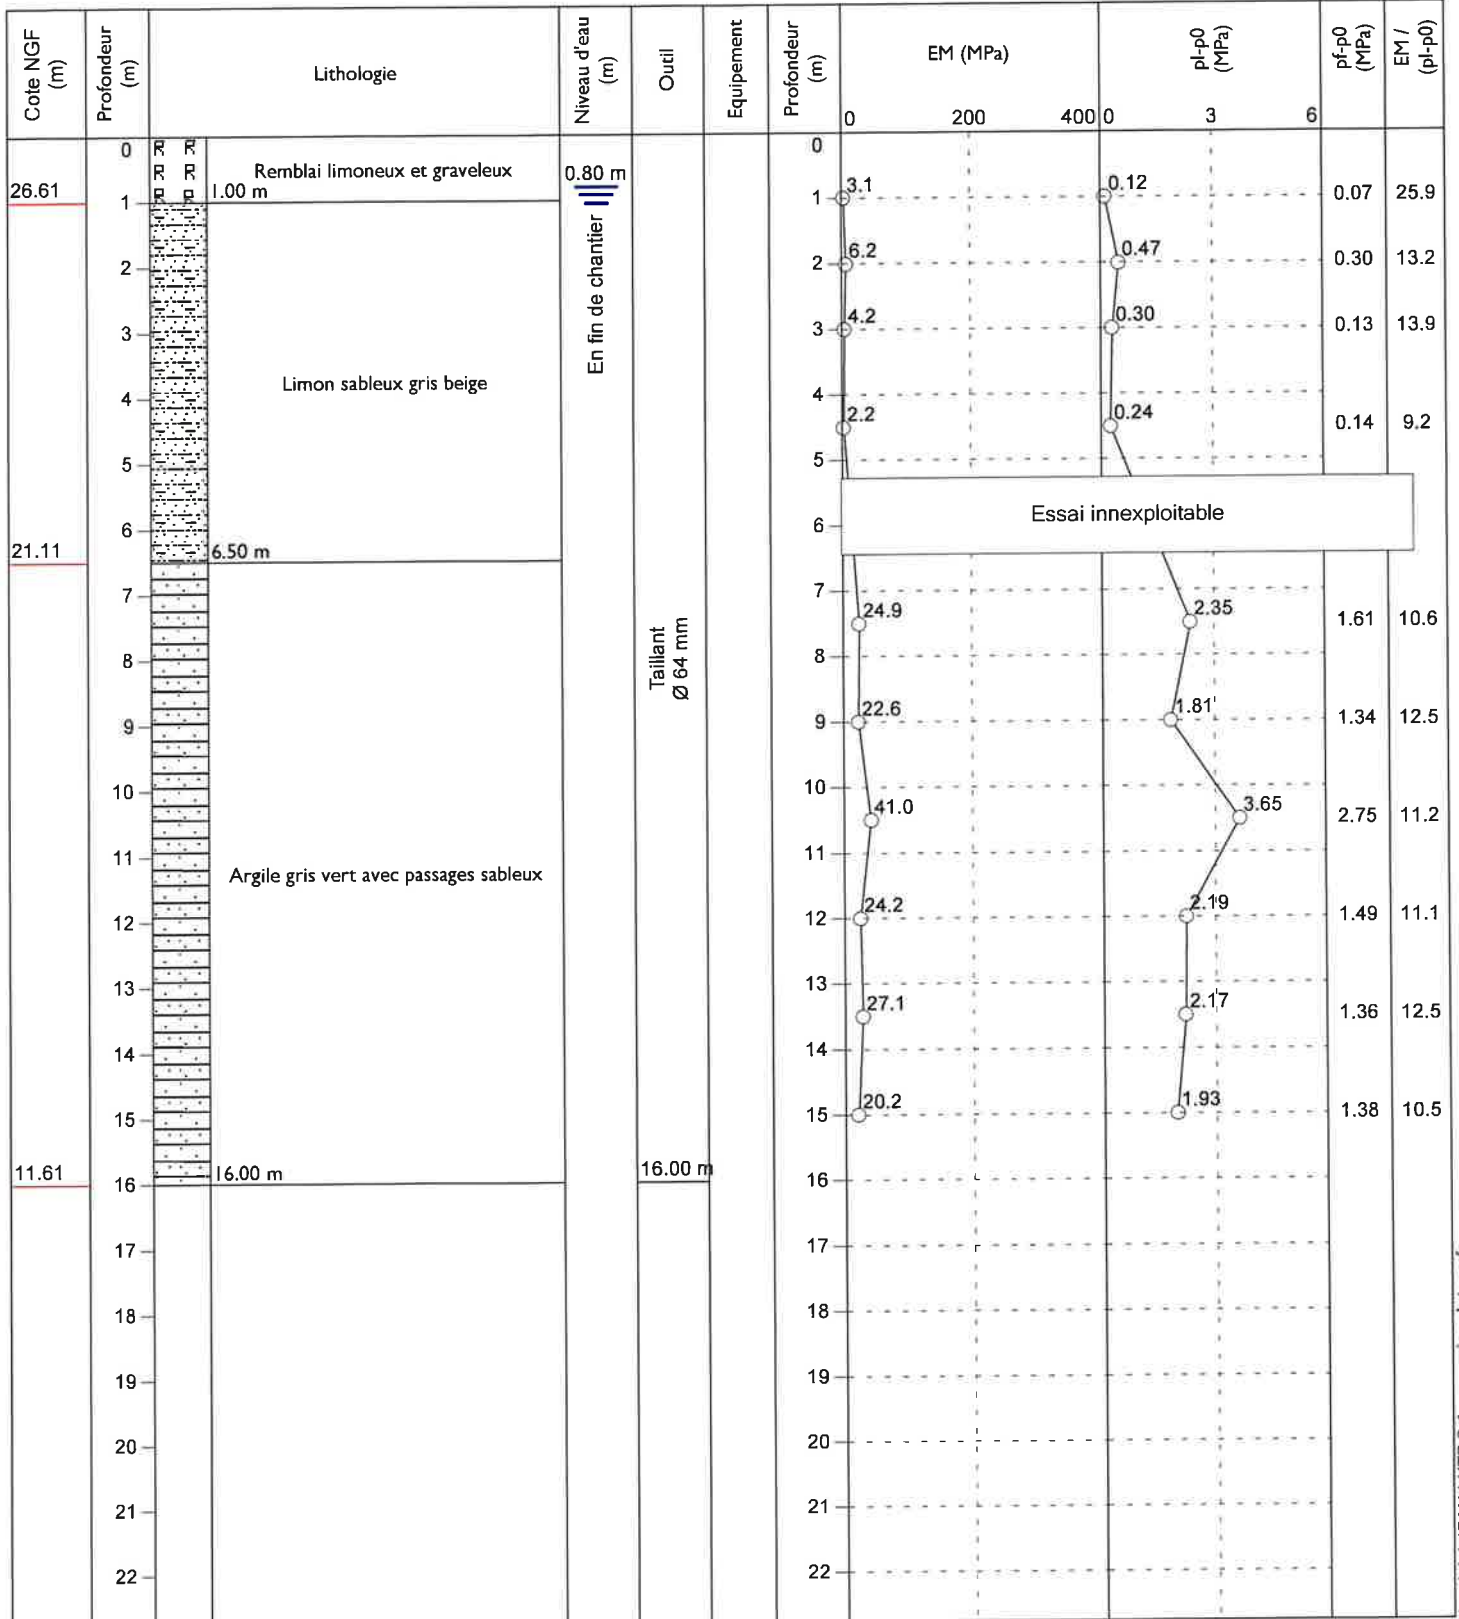 Cote NGF (m)
Profondeur (m)
Lithologie
Niveau d'eau (m)
Outil
Equipement
Profondeur (m)
EM (MPa)
pl-p0 (MPa)
pf-p0 (MPa)
EM / (pl-p0)
0 200 400 0 3 6
0 R R 0
Remblai limoneux et graveleux 0.80 m
R R
26.61 R R 1.00 m 3.1 0.12 0.07 25.9
1 1
6.2 0.47 0.30 13.2
2 2
4.2 0.30 0.13 13.9
3 3
En fin de chantier
Limon sableux gris beige
4 4
2.2 0.24 0.14 9.2
5 5
Essai innexploitable
6 6
21.11 6.50 m
7 7
24.9 2.35 1.61 10.6
Taillant
Ø 64 mm
8 8
22.6 1.81 1.34 12.5
9 9
10 10
41.0 3.65 2.75 11.2
11 11
Argile gris vert avec passages sableux
24.2 2.19 1.49 11.1
12 12
13 13
27.1 2.17 1.36 12.5
14 14
20.2 1.93 1.38 10.5
15 15
11.61 16.00 m 16.00 m
16 16
17 17
18 18
19 19
20 20
21 21
22 22